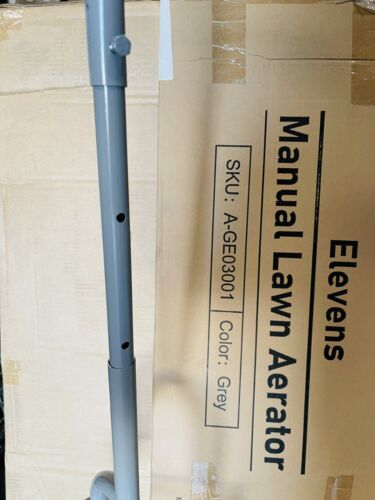 Elevens
Manual Lawn Aerator
SKU: A-GE03001 Color: Grey